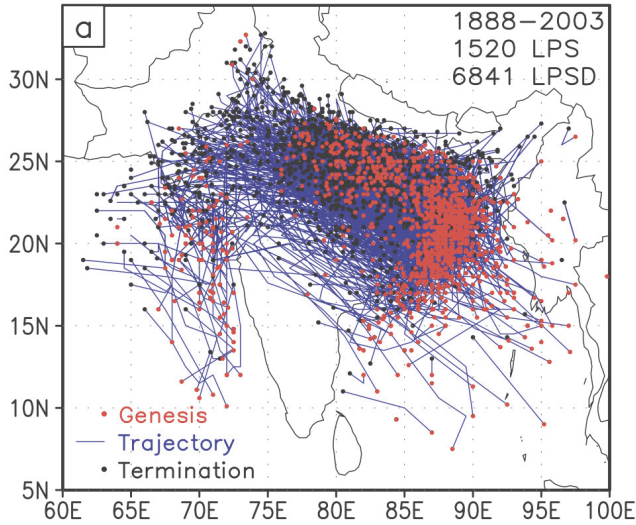 a
1888-2003
1520 LPS
6841 LPSD
30N
25N
20N
15N
10N
5N
Genesis
Trajectory
Termination
60E 65E 70E 75E 80E 85E 90E 95E 100E